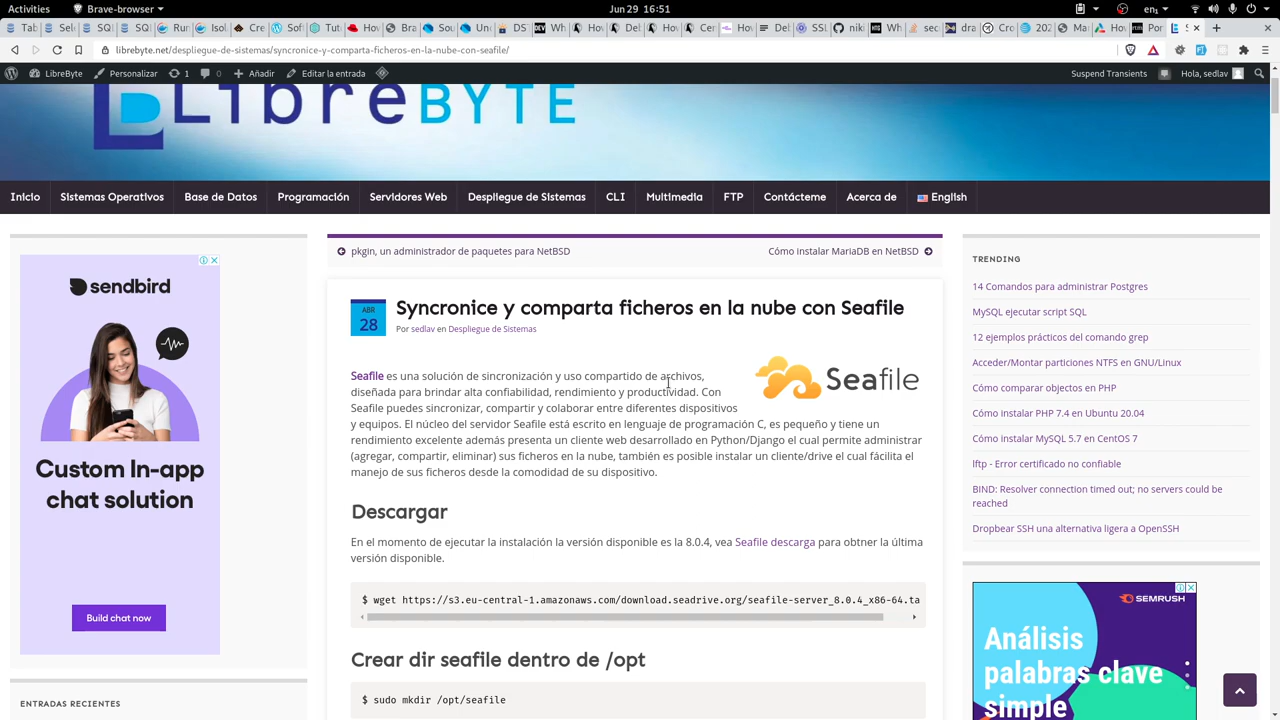 Activities
Brave-browser
Jun 29 16:51
librebyte.net/despliegue-de-sistemas/syncronice-y-comparta-ficheros-en-la-nube-con-seafile/
LibreByte Personalizar 1 0 Añadir Editar la entrada Suspend Transients Hola, sedlav
LIBREBYTE
Inicio Sistemas Operativos Base de Datos Programación Servidores Web Despliegue de Sistemas CLI Multimedia FTP Contácteme Acerca de English
pkgin, un administrador de paquetes para NetBSD
Cómo instalar MariaDB en NetBSD
sendbird
Custom In-app
chat solution
Build chat now
ENTRADAS RECIENTES
ABR
28
Syncronice y comparta ficheros en la nube con Seafile
Por sedlav en Despliegue de Sistemas
Seafile
Seafile es una solución de sincronización y uso compartido de archivos,
diseñada para brindar alta confiabilidad, rendimiento y productividad. Con
Seafile puedes sincronizar, compartir y colaborar entre diferentes dispositivos
y equipos. El núcleo del servidor Seafile está escrito en lenguaje de programación C, es pequeño y tiene un
rendimiento excelente además presenta un cliente web desarrollado en Python/Django el cual permite administrar
(agregar, compartir, eliminar) sus ficheros en la nube, también es posible instalar un cliente/drive el cual fácilita el
manejo de sus ficheros desde la comodidad de su dispositivo.
Descargar
En el momento de ejecutar la instalación la versión disponible es la 8.0.4, vea Seafile descarga para obtner la última
versión disponible.
$ wget https://s3.eu-central-1.amazonaws.com/download.seadrive.org/seafile-server_8.0.4_x86-64.ta
Crear dir seafile dentro de /opt
$ sudo mkdir /opt/seafile
TRENDING
14 Comandos para administrar Postgres
MySQL ejecutar script SQL
12 ejemplos prácticos del comando grep
Acceder/Montar particiones NTFS en GNU/Linux
Cómo comparar objetos en PHP
Cómo instalar PHP 7.4 en Ubuntu 20.04
Cómo instalar MySQL 5.7 en CentOS 7
lftp - Error certificado no confiable
BIND: Resolver connection timed out; no servers could be
reached
Dropbear SSH una alternativa ligera a OpenSSH
SEMRUSH
Análisis
palabras clave
simple